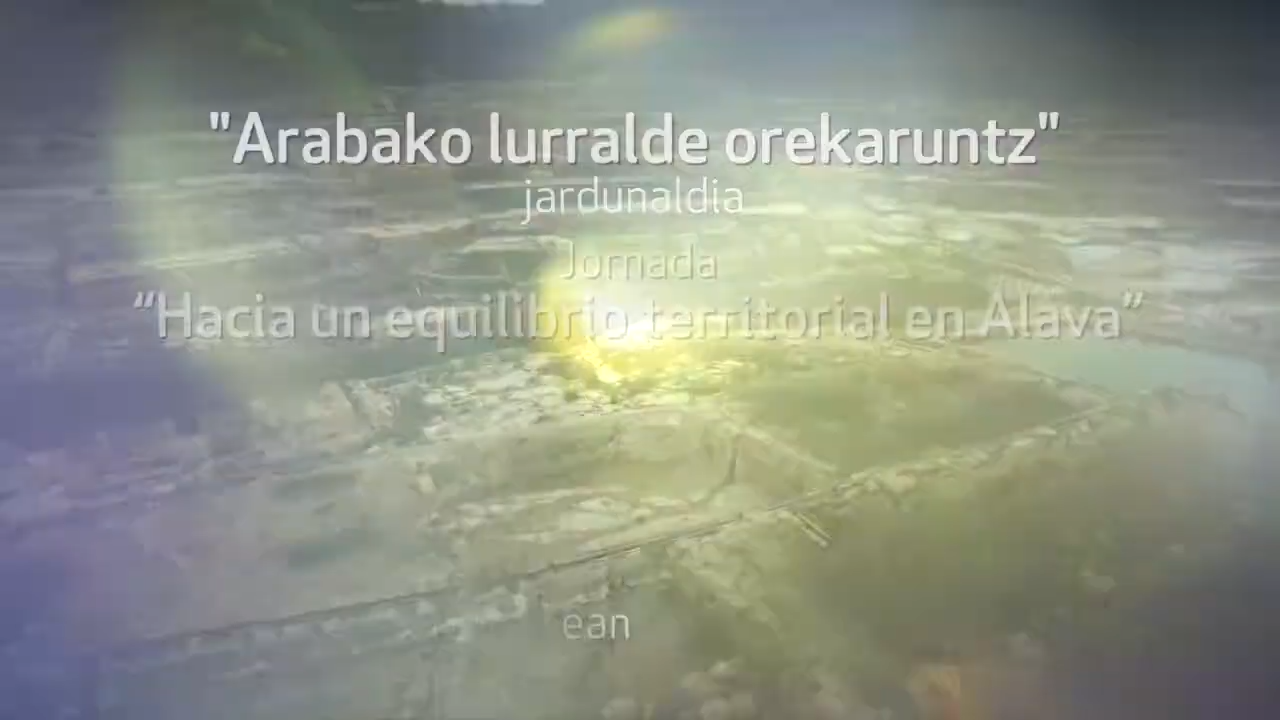 "Arabako lurralde orekaruntz"
jardunaldia
Jornada
“Hacia un equilibrio territorial en Álava”
ean